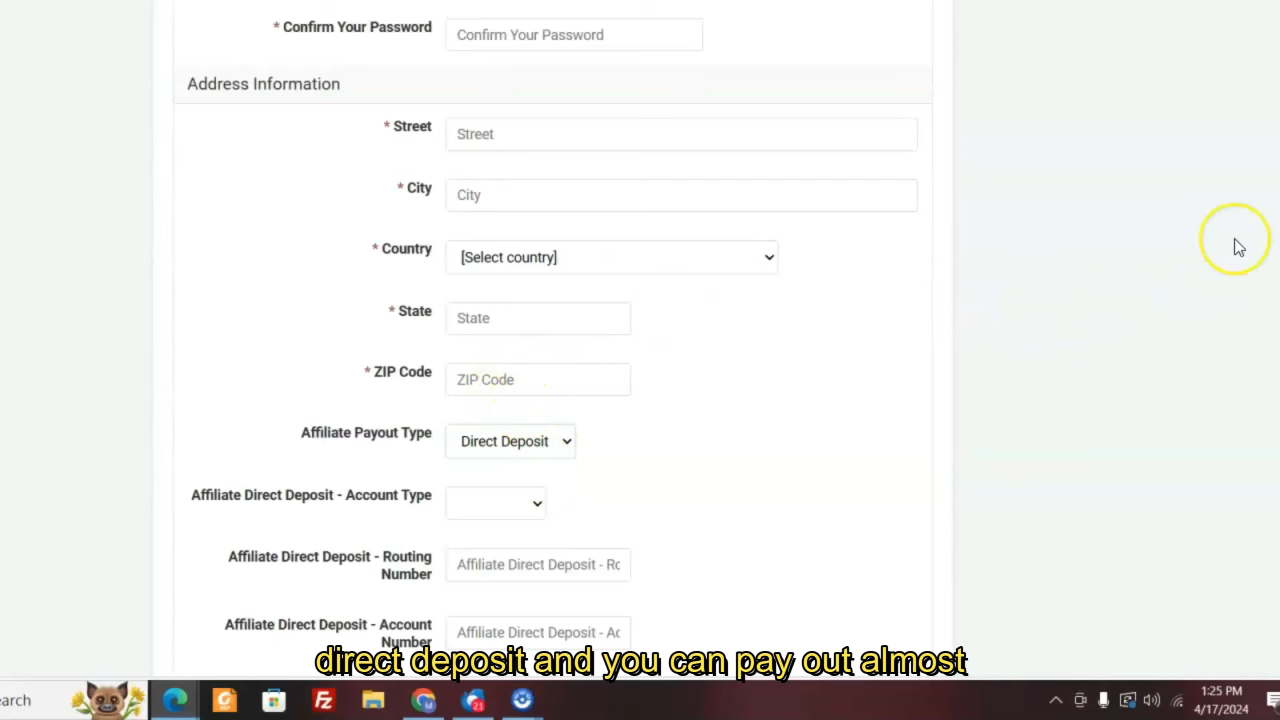 * Confirm Your Password
Confirm Your Password
Address Information
* Street
Street
* City
City
* Country
[Select country]
* State
State
* ZIP Code
ZIP Code
Affiliate Payout Type
Direct Deposit
Affiliate Direct Deposit - Account Type
Affiliate Direct Deposit - Routing
Number
Affiliate Direct Deposit - Ro
Affiliate Direct Deposit - Account
Number
Affiliate Direct Deposit - Ac
direct deposit and you can pay out almost
earch
21
1:25 PM
4/17/2024